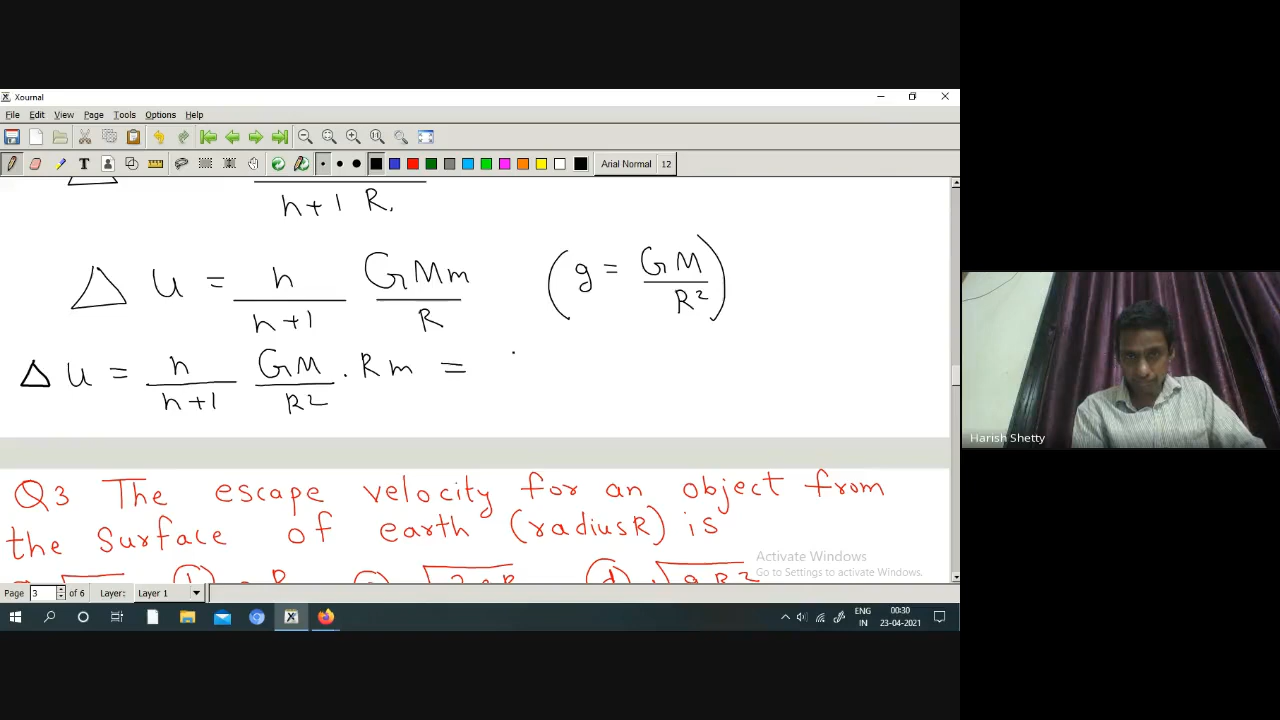 Xournal
File Edit View Page Tools Options Help
Arial Normal 12
n+1 R.
△ U = n/n+1 GMm/R (g = GM/R²)
△ U = n/n+1 GM/R² . Rm =
Q3 The escape velocity for an object from
the surface of earth (radius R) is
Activate Windows
Go to Settings to activate Windows.
Page 3 of 6 Layer: Layer 1
ENG
IN
00:30
23-04-2021
Harish Shetty